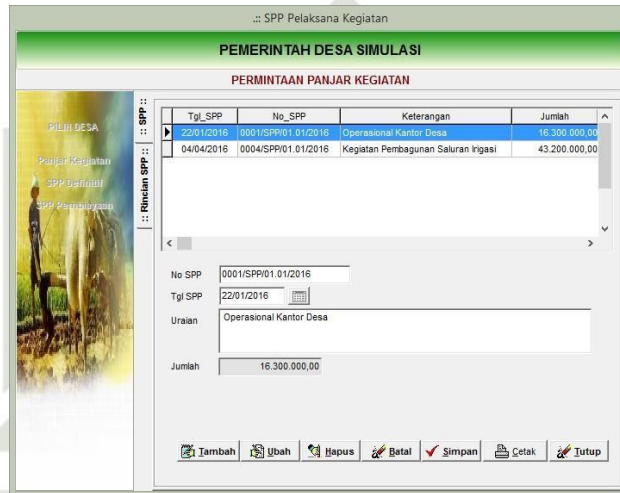 .:: SPP Pelaksana Kegiatan
PEMERINTAH DESA SIMULASI
PERMINTAAN PANJAR KEGIATAN
PILIH DESA
Panjar Kegiatan
SPP Definitif
SPP Pembiayaan
:: SPP ::
:: Rincian SPP ::
Tgl_SPP No_SPP Keterangan Jumlah
22/01/2016 0001/SPP/01.01/2016 Operasional Kantor Desa 16.300.000,00
04/04/2016 0004/SPP/01.01/2016 Kegiatan Pembagunan Saluran Irigasi 43.200.000,00
No SPP 0001/SPP/01.01/2016
Tgl SPP 22/01/2016
Uraian Operasional Kantor Desa
Jumlah 16.300.000,00
Tambah Ubah Hapus Batal Simpan Cetak Tutup